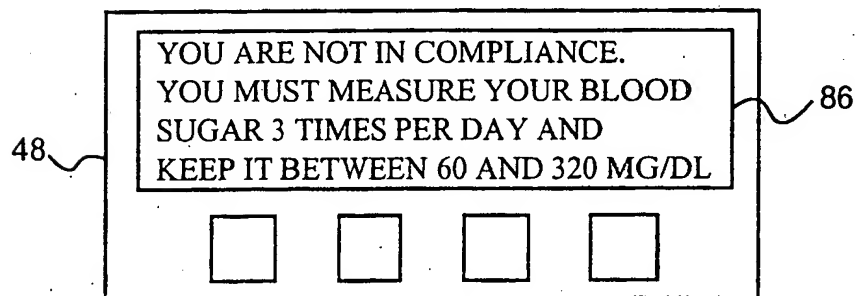 YOU ARE NOT IN COMPLIANCE.
YOU MUST MEASURE YOUR BLOOD
SUGAR 3 TIMES PER DAY AND
KEEP IT BETWEEN 60 AND 320 MG/DL
86
48